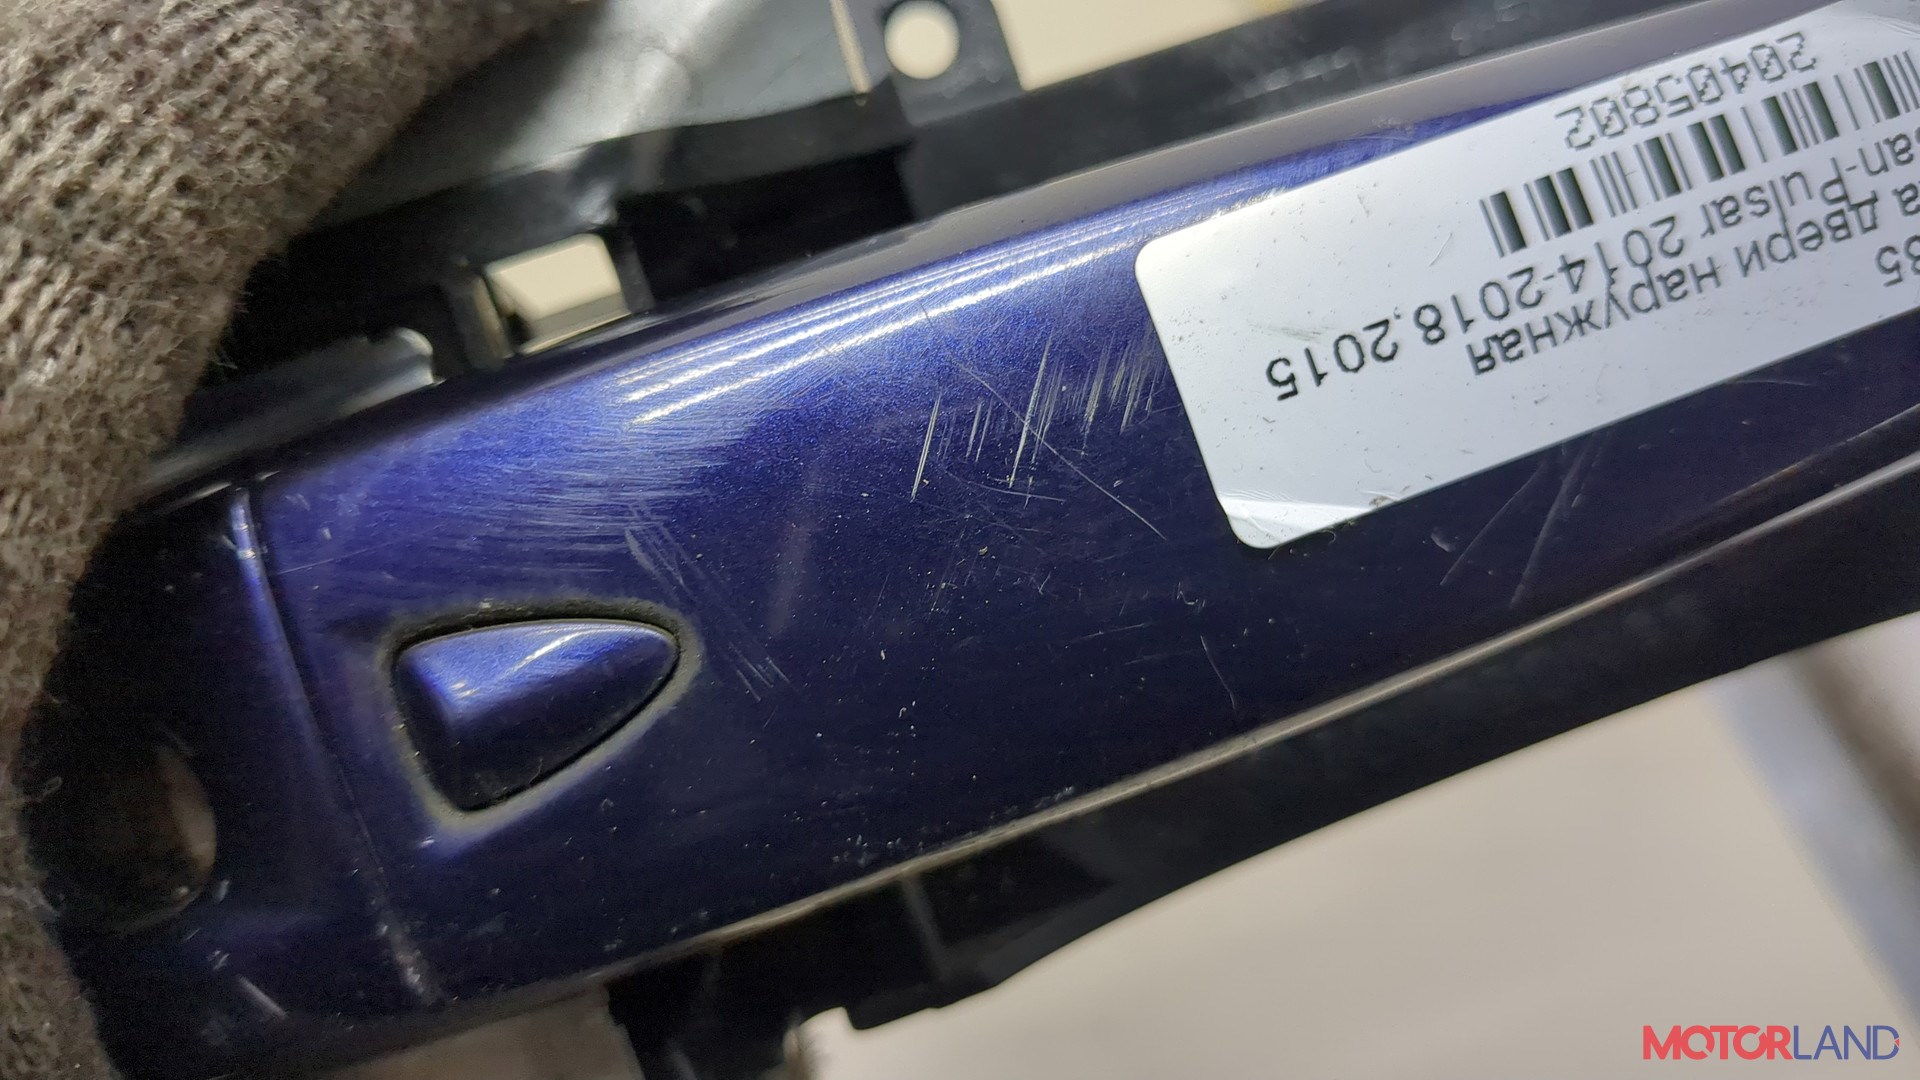 35
а двери наружная
san-Pulsar 2014-2018,2015
20405802
MOTORLAND